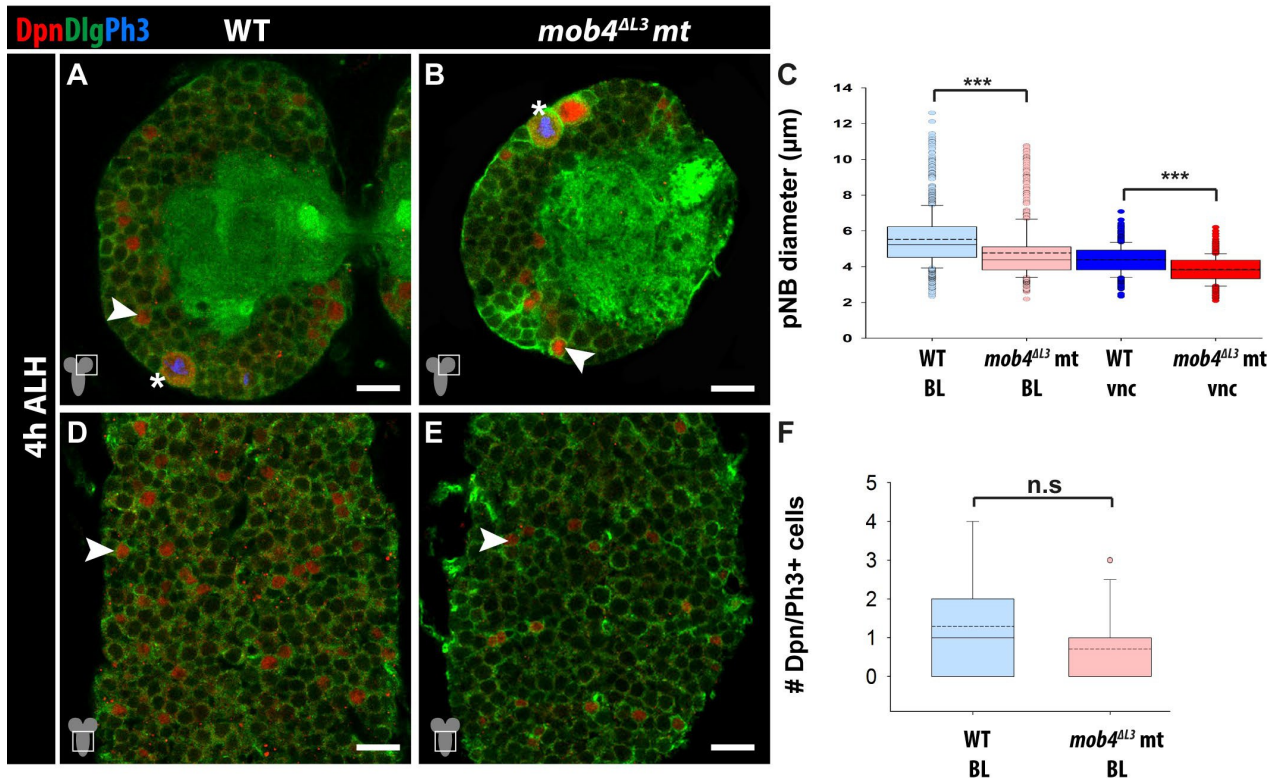 DpnDlgPh3
WT
mob4ΔL3 mt
4h ALH
A
*
B
*
C
pNB diameter (μm)
14
12
10
8
6
4
2
0
***
***
WT
BL
mob4ΔL3 mt
BL
WT
vnc
mob4ΔL3 mt
vnc
D
E
F
# Dpn/Ph3+ cells
5
4
3
2
1
0
n.s
WT
BL
mob4ΔL3 mt
BL